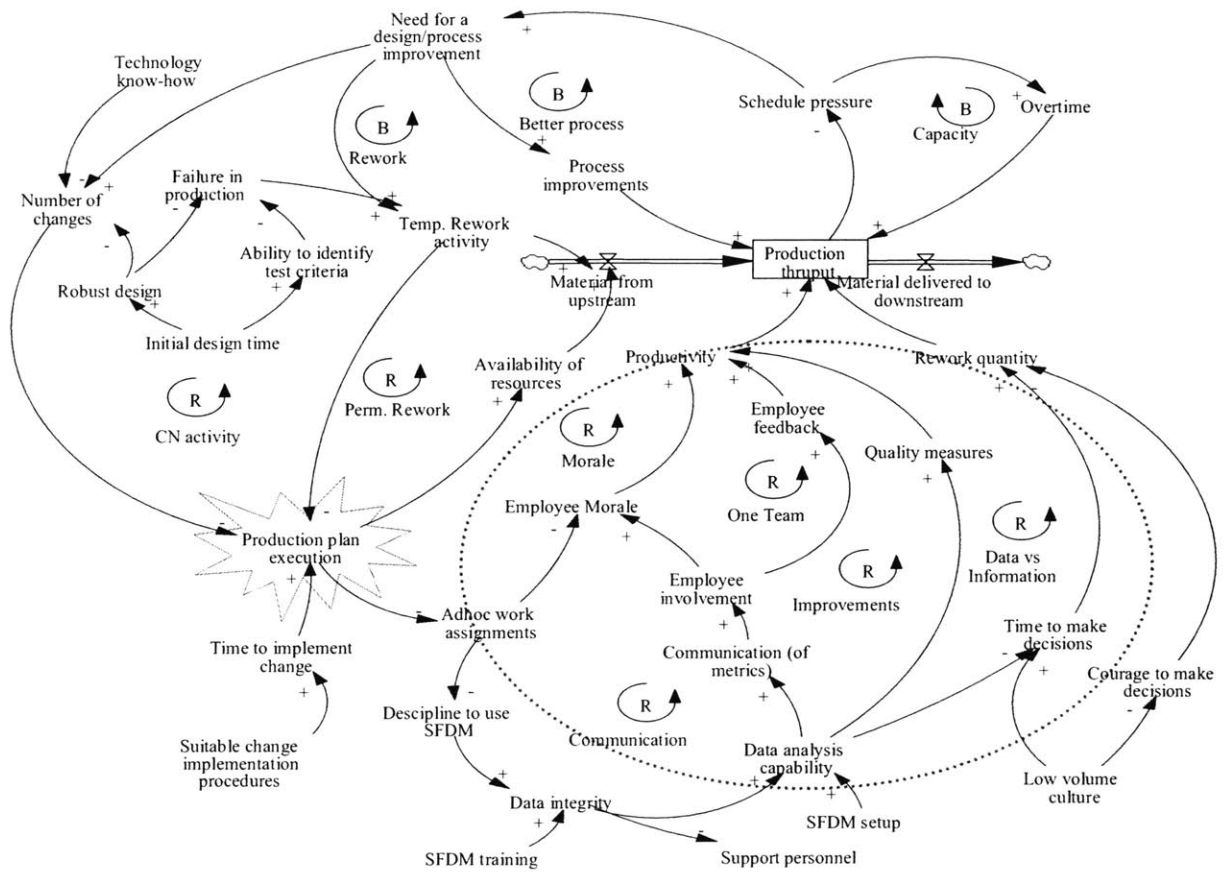 Need for a
design/process
improvement
Technology
know-how
B
Better process
Schedule pressure
B
Capacity
Overtime
B
Rework
Process
improvements
Failure in
production
Number of
changes
Temp. Rework
activity
Ability to identify
test criteria
Robust design
Production
thruput
Material from
upstream
Material delivered to
downstream
Initial design time
Availability of
resources
Productivity
Rework quantity
R
CN activity
R
Perm. Rework
Employee
feedback
R
Morale
Quality measures
Employee Morale
R
One Team
R
Data vs
Information
Production plan
execution
Employee
involvement
R
Improvements
Adhoc work
assignments
Time to implement
change
Communication (of
metrics)
Time to make
decisions
Courage to make
decisions
Descipline to use
SFDM
R
Communication
Suitable change
implementation
procedures
Data analysis
capability
Low volume
culture
Data integrity
SFDM setup
SFDM training
Support personnel